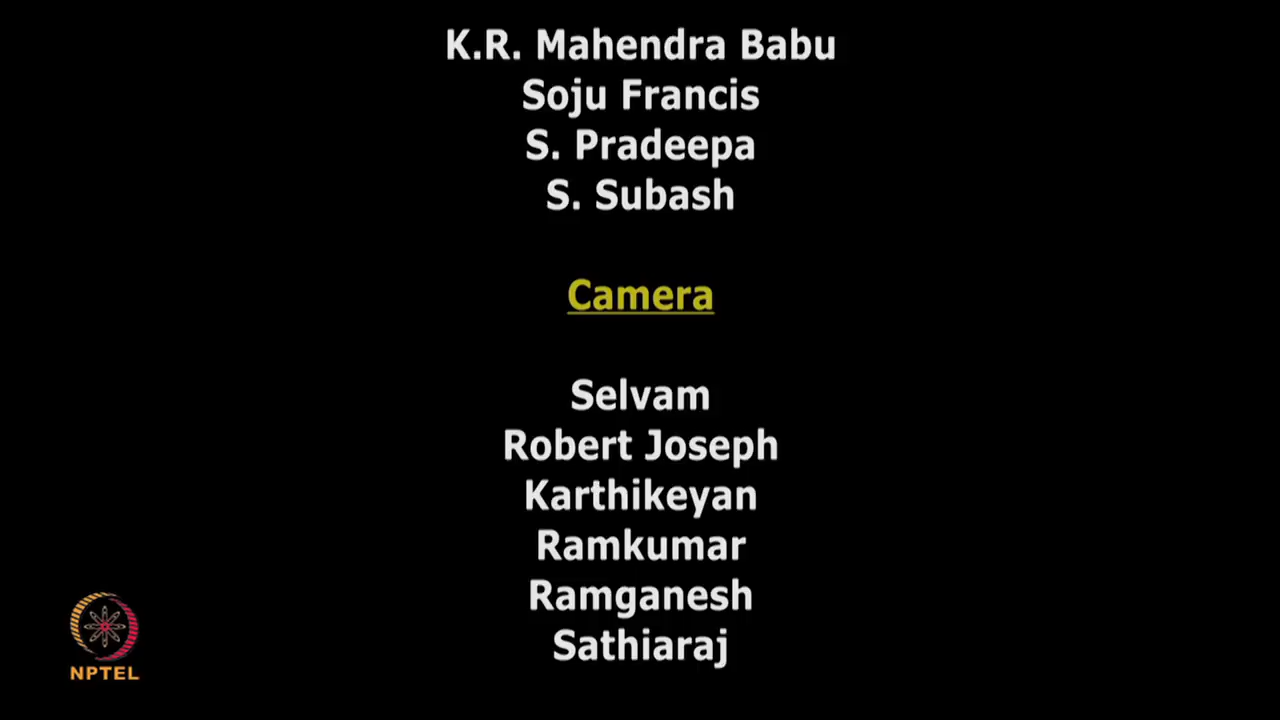 K.R. Mahendra Babu
Soju Francis
S. Pradeepa
S. Subash
Camera
Selvam
Robert Joseph
Karthikeyan
Ramkumar
Ramganesh
Sathiaraj
NPTEL